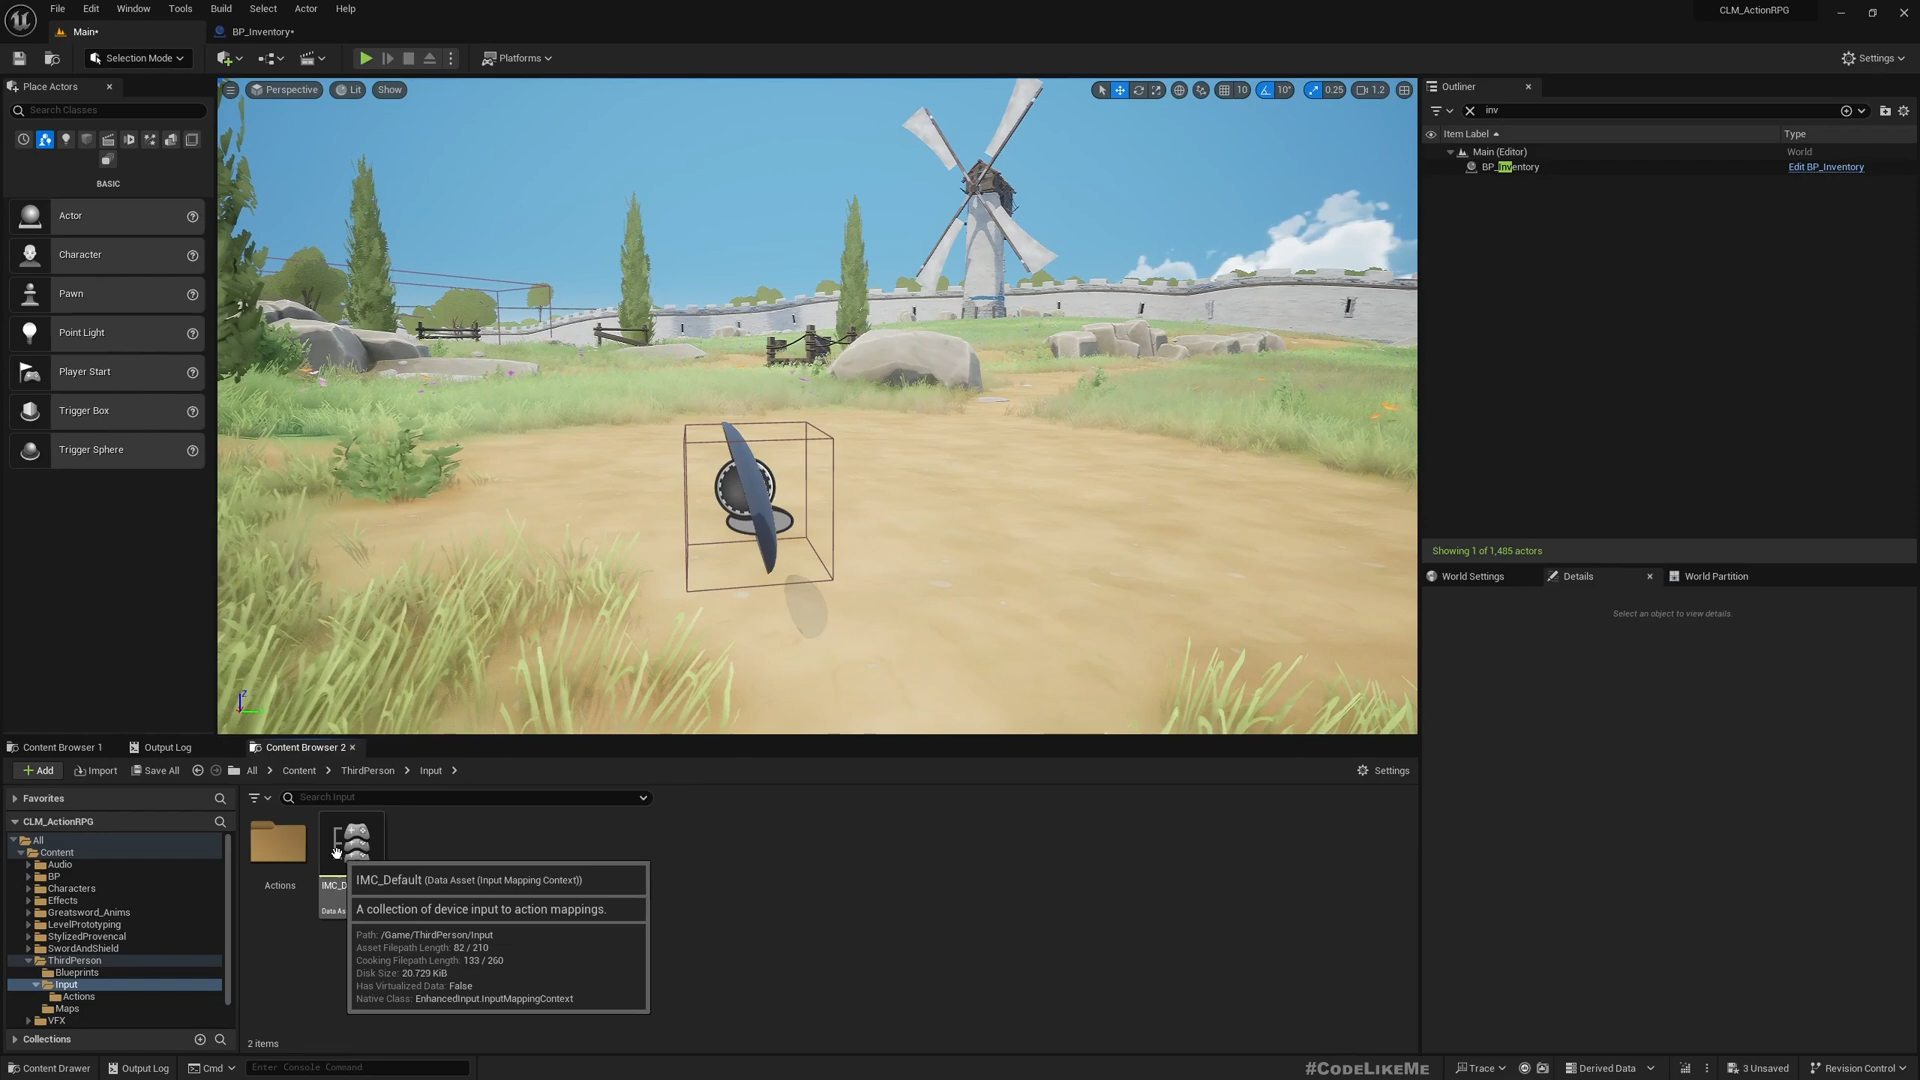 File Edit Window Tools Build Select Actor Help
CLM_ActionRPG
Main•
BP_Inventory•
Selection Mode
Platforms
Settings
Place Actors
Search Classes
BASIC
Actor
Character
Pawn
Point Light
Player Start
Trigger Box
Trigger Sphere
Perspective
Lit
Show
10
10°
0.25
1.2
Outliner
inv
Item Label
Type
Main (Editor)
World
BP_Inventory
Edit BP_Inventory
Showing 1 of 1,485 actors
World Settings
Details
World Partition
Select an object to view details.
Z
Content Browser 1
Output Log
Content Browser 2
Add
Import
Save All
All
Content
ThirdPerson
Input
Settings
Favorites
CLM_ActionRPG
All
Content
Audio
BP
Characters
Effects
Greatsword_Anims
LevelPrototyping
StylizedProvencal
SwordAndShield
ThirdPerson
Blueprints
Input
Actions
Maps
VFX
Collections
Search Input
Actions
IMC_D
Data As
IMC_Default (Data Asset (Input Mapping Context))
A collection of device input to action mappings.
Path: /Game/ThirdPerson/Input
Asset Filepath Length: 82 / 210
Cooking Filepath Length: 133 / 260
Disk Size: 20.729 KiB
Has Virtualized Data: False
Native Class: EnhancedInput.InputMappingContext
2 items
Content Drawer
Output Log
Cmd
Enter Console Command
#CODELIKEME
Trace
Derived Data
3 Unsaved
Revision Control